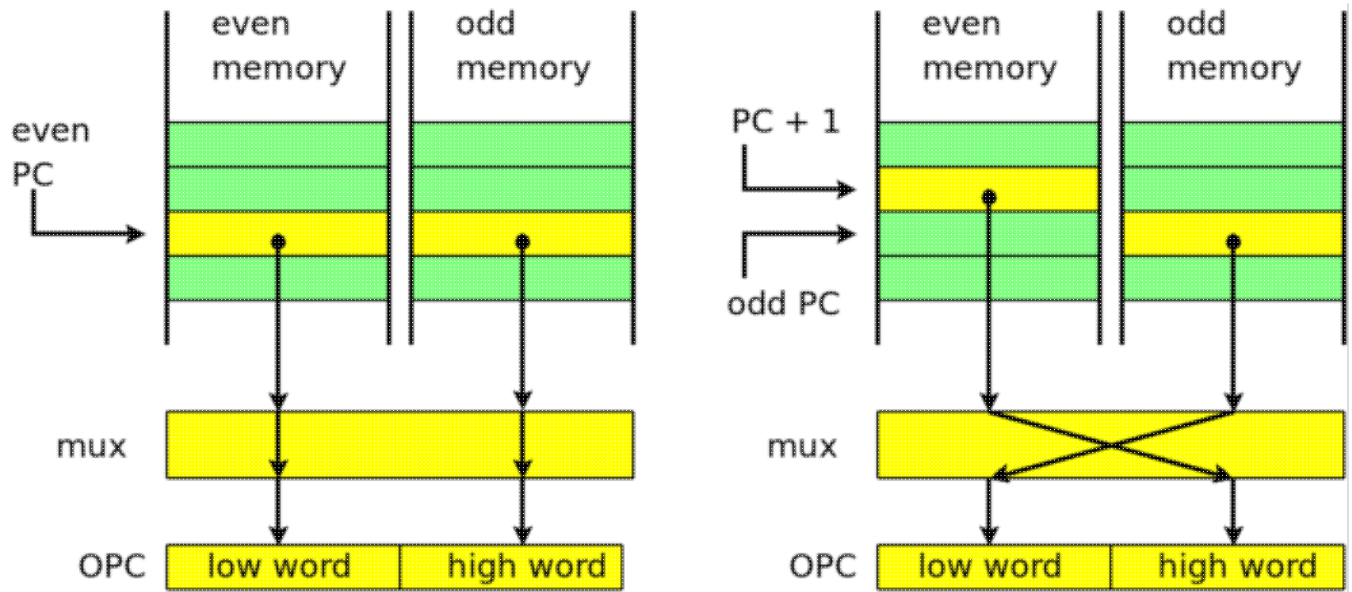 even
memory
odd
memory
even
PC
mux
OPC
low word
high word
even
memory
odd
memory
PC + 1
odd PC
mux
OPC
low word
high word